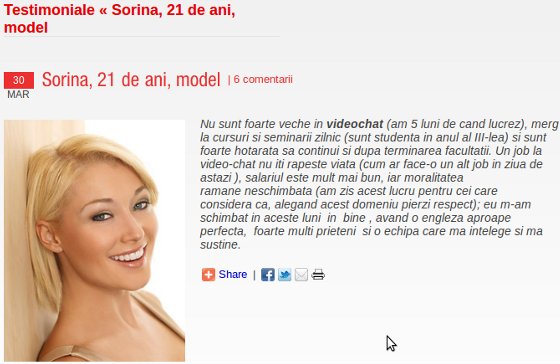 Testimoniale « Sorina, 21 de ani,
model
30
MAR
Sorina, 21 de ani, model | 6 comentarii
Nu sunt foarte veche in videochat (am 5 luni de cand lucrez), merg
la cursuri si seminarii zilnic (sunt studenta in anul al III-lea) si sunt
foarte hotarata sa continui si dupa terminarea facultatii. Un job la
video-chat nu iti rapeste viata (cum ar face-o un alt job in ziua de
astazi ), salariul este mult mai bun, iar moralitatea
ramane neschimbata (am zis acest lucru pentru cei care
considera ca, alegand acest domeniu pierzi respect); eu m-am
schimbat in aceste luni in bine , avand o engleza aproape
perfecta, foarte multi prieteni si o echipa care ma intelege si ma
sustine.
Share |